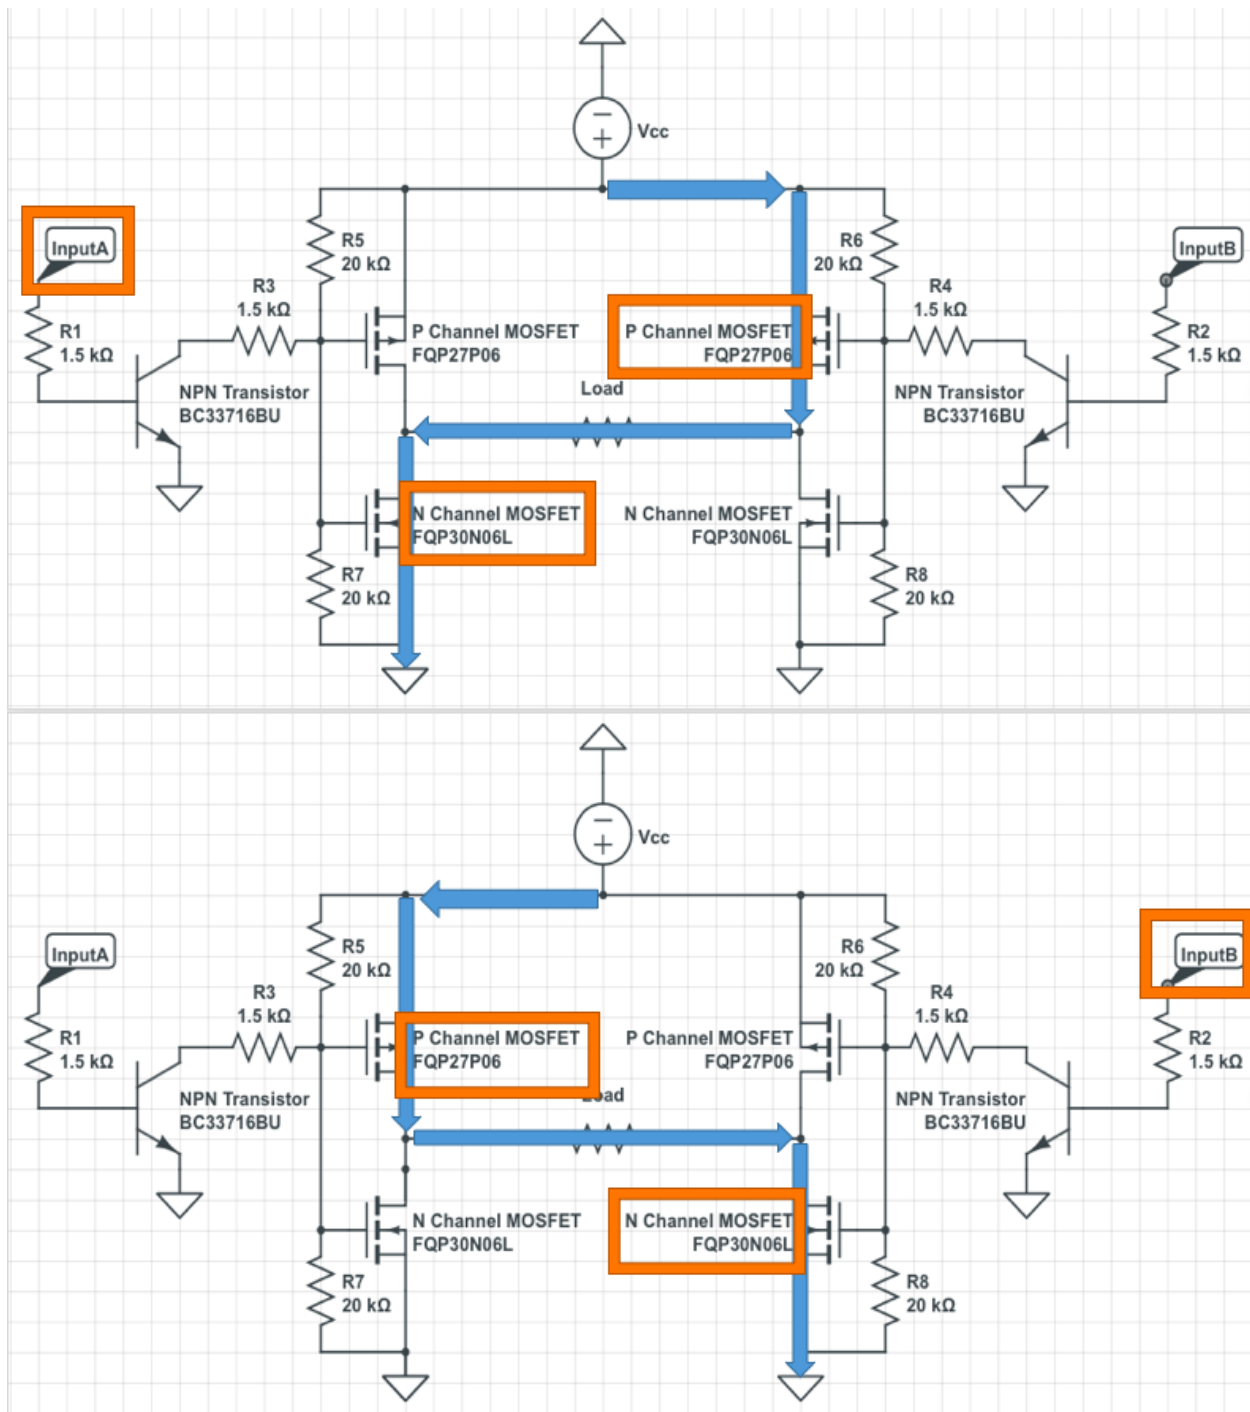 Vcc
InputA
R5
20 kΩ
R6
20 kΩ
InputB
R3
1.5 kΩ
R4
1.5 kΩ
R1
1.5 kΩ
P Channel MOSFET
FQP27P06
P Channel MOSFET
FQP27P06
R2
1.5 kΩ
NPN Transistor
BC33716BU
Load
NPN Transistor
BC33716BU
N Channel MOSFET
FQP30N06L
N Channel MOSFET
FQP30N06L
R7
20 kΩ
R8
20 kΩ
Vcc
InputA
R5
20 kΩ
R6
20 kΩ
InputB
R3
1.5 kΩ
R4
1.5 kΩ
R1
1.5 kΩ
P Channel MOSFET
FQP27P06
P Channel MOSFET
FQP27P06
R2
1.5 kΩ
NPN Transistor
BC33716BU
Load
NPN Transistor
BC33716BU
N Channel MOSFET
FQP30N06L
N Channel MOSFET
FQP30N06L
R7
20 kΩ
R8
20 kΩ